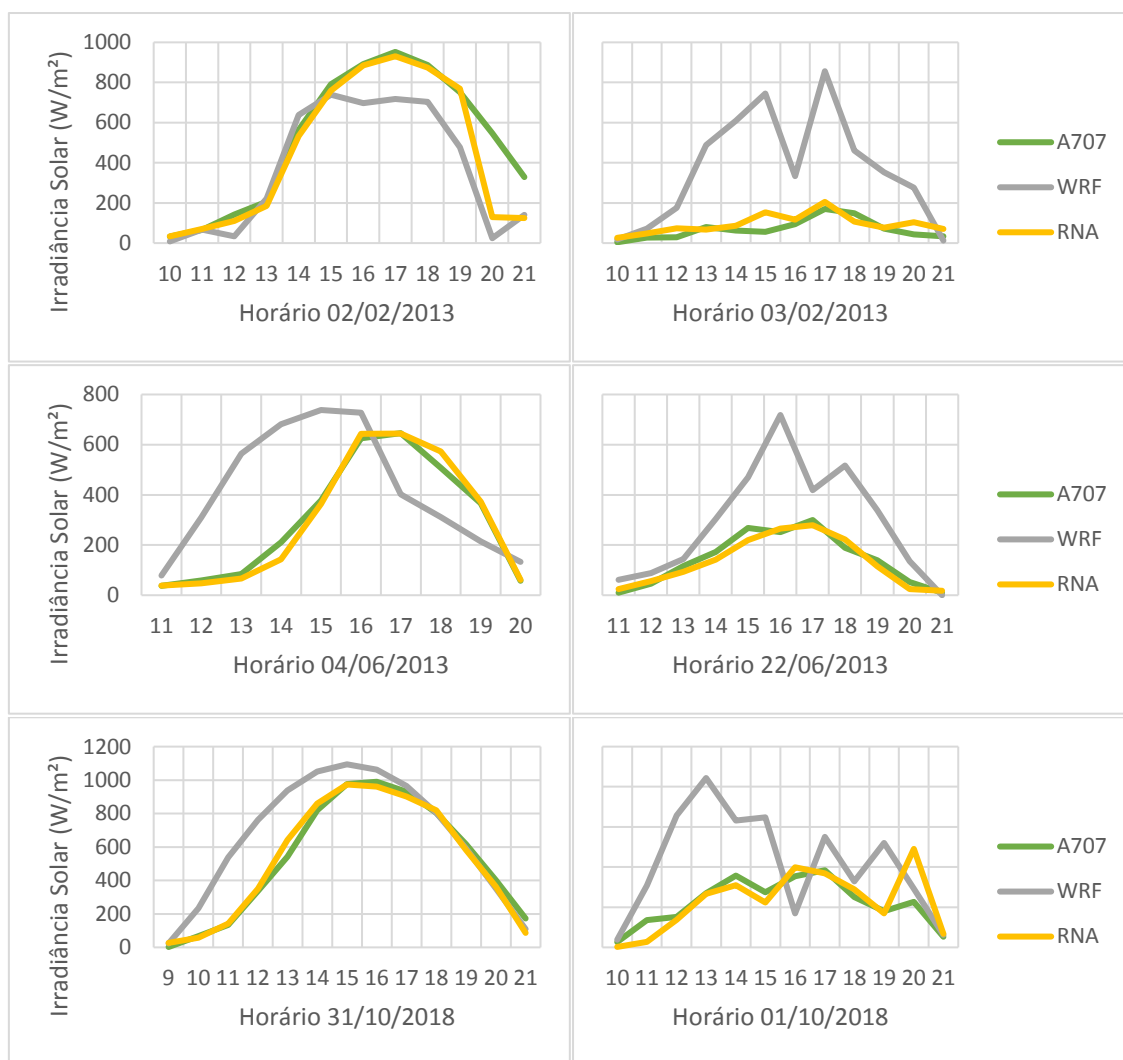 Irradiância Solar (W/m²)
1000
800
600
400
200
0
10 11 12 13 14 15 16 17 18 19 20 21
Horário 02/02/2013
10 11 12 13 14 15 16 17 18 19 20 21
Horário 03/02/2013
A707
WRF
RNA
Irradiância Solar (W/m²)
800
600
400
200
0
11 12 13 14 15 16 17 18 19 20
Horário 04/06/2013
11 12 13 14 15 16 17 18 19 20 21
Horário 22/06/2013
A707
WRF
RNA
Irradiância Solar (W/m²)
1200
1000
800
600
400
200
0
9 10 11 12 13 14 15 16 17 18 19 20 21
Horário 31/10/2018
10 11 12 13 14 15 16 17 18 19 20 21
Horário 01/10/2018
A707
WRF
RNA